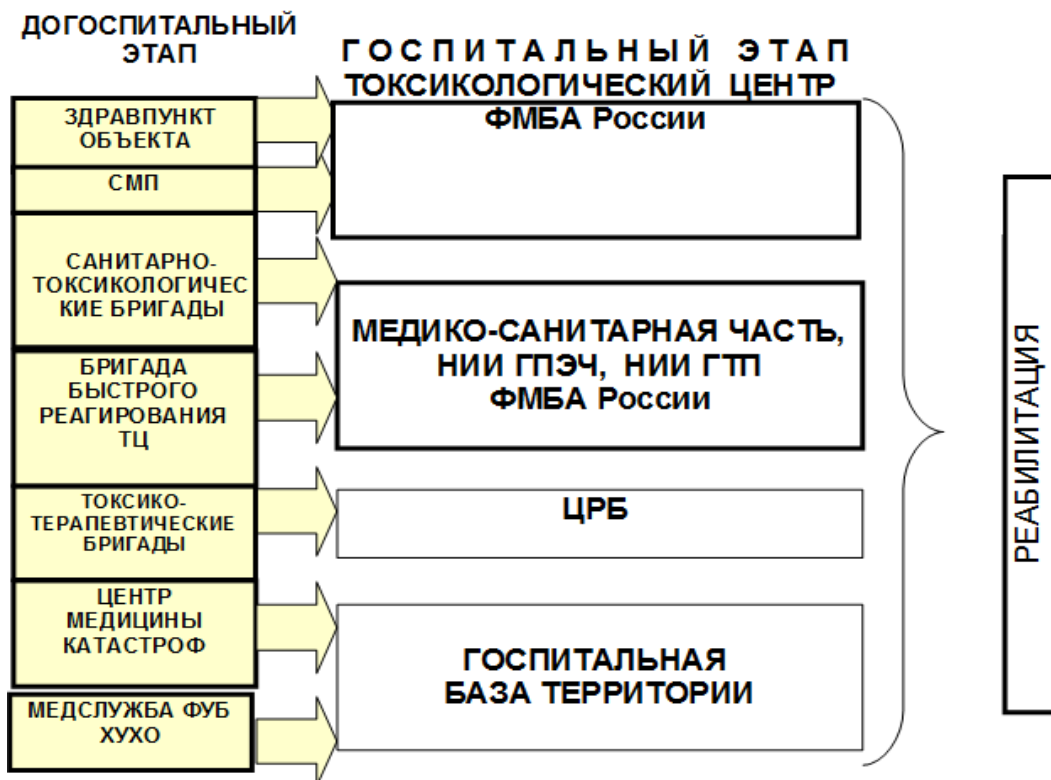 ДОГОСПИТАЛЬНЫЙ
ЭТАП
ГОСПИТАЛЬНЫЙ ЭТАП
ТОКСИКОЛОГИЧЕСКИЙ ЦЕНТР
ФМБА России
ЗДРАВПУНКТ
ОБЪЕКТА
СМП
САНИТАРНО-
ТОКСИКОЛОГИЧЕС
КИЕ БРИГАДЫ
МЕДИКО-САНИТАРНАЯ ЧАСТЬ,
НИИ ГПЭЧ, НИИ ГТП
ФМБА России
БРИГАДА
БЫСТРОГО
РЕАГИРОВАНИЯ
ТЦ
ТОКСИКО-
ТЕРАПЕВТИЧЕСКИЕ
БРИГАДЫ
ЦРБ
ЦЕНТР
МЕДИЦИНЫ
КАТАСТРОФ
ГОСПИТАЛЬНАЯ
БАЗА ТЕРРИТОРИИ
МЕДСЛУЖБА ФУБ
ХУХО
РЕАБИЛИТАЦИЯ